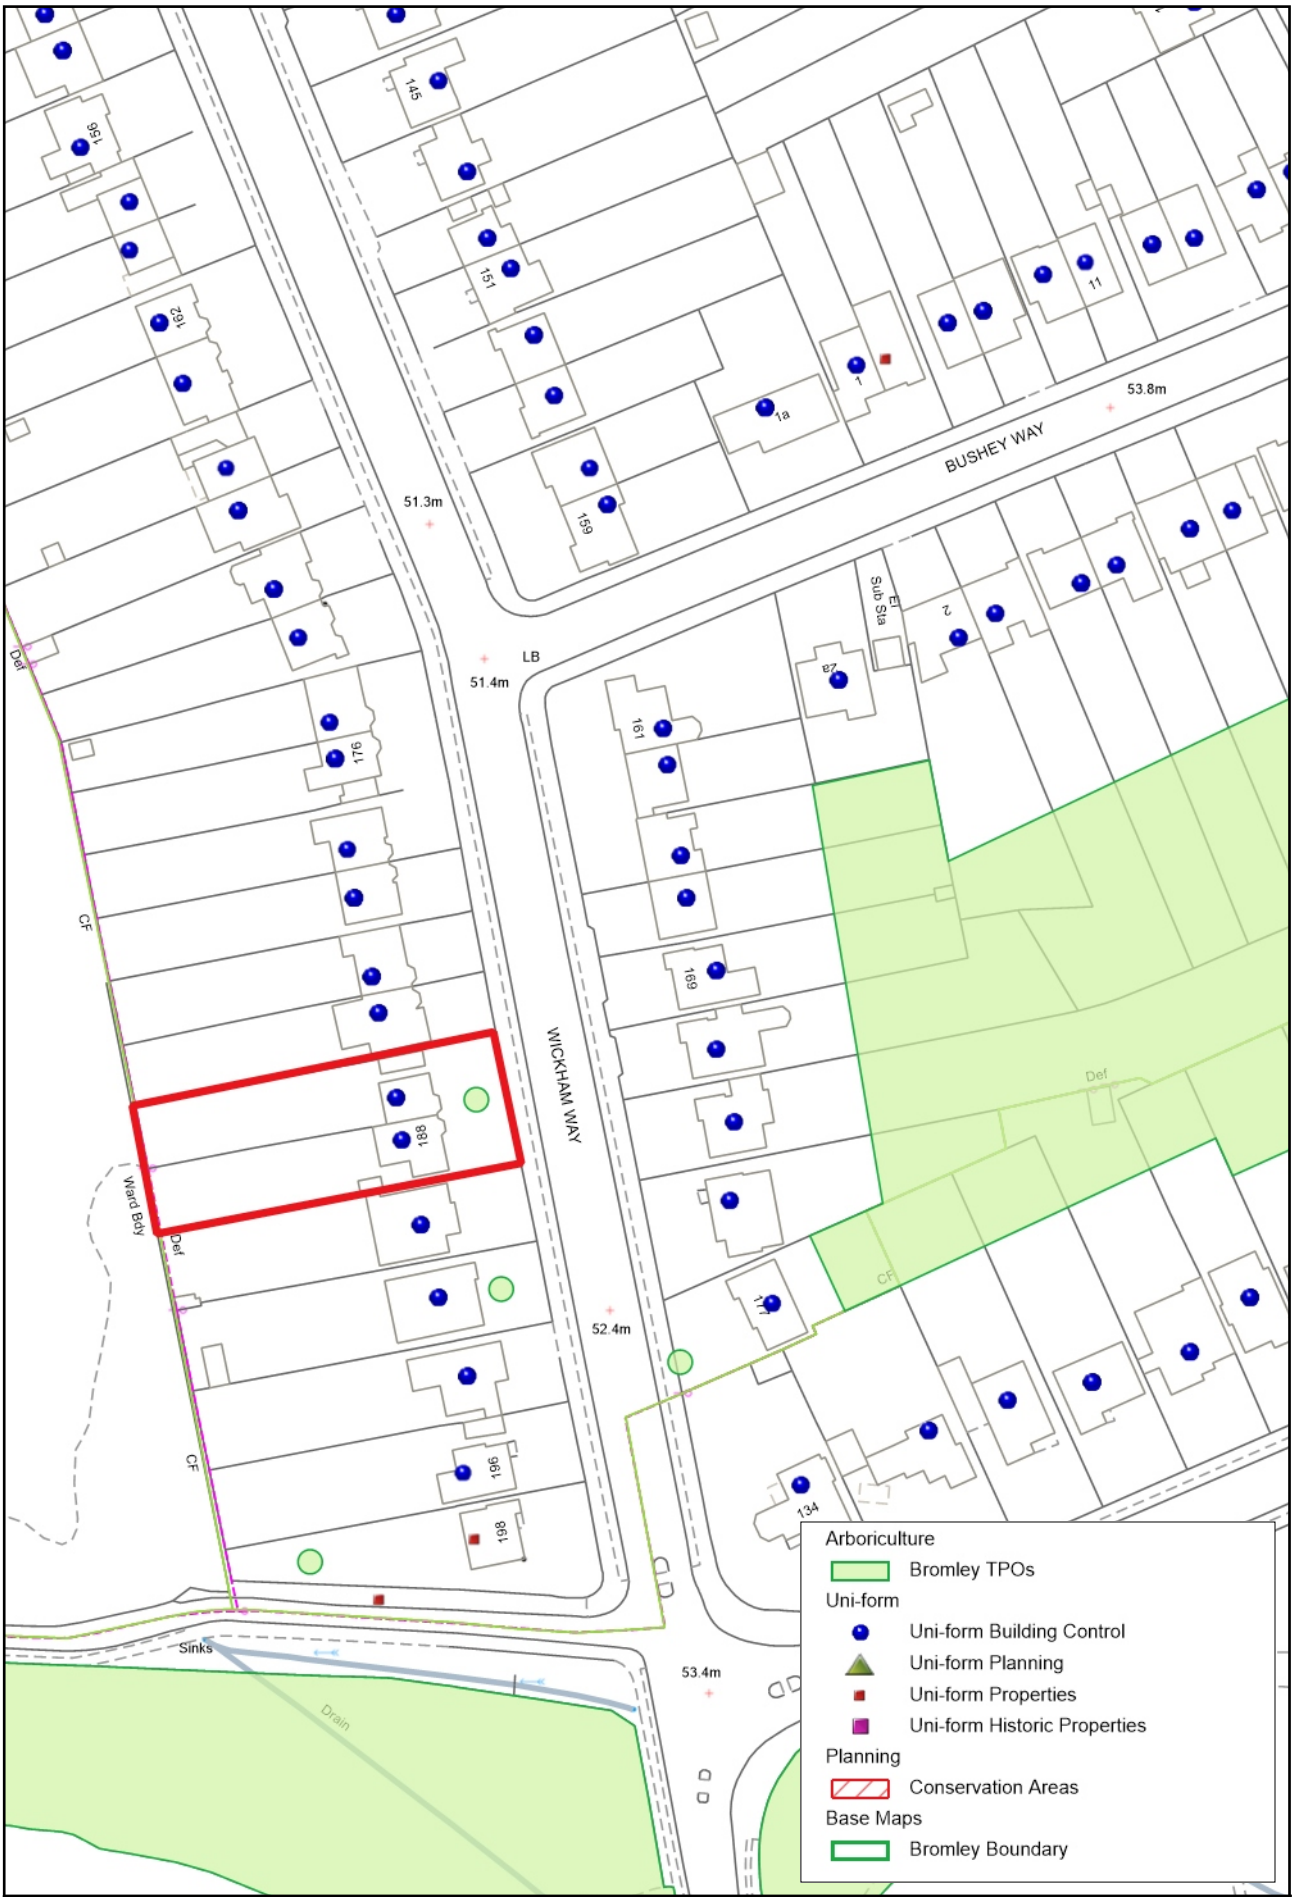 145
156
151
162
11
1
1a
53.8m
BUSHEY WAY
51.3m
159
El
Sub Sta
2
Def
LB
51.4m
2a
161
176
CF
169
WICKHAM WAY
Def
188
Ward Bdy
Def
CF
177
52.4m
CF
196
134
198
Sinks
53.4m
Drain
Arboriculture
Bromley TPOs
Uni-form
Uni-form Building Control
Uni-form Planning
Uni-form Properties
Uni-form Historic Properties
Planning
Conservation Areas
Base Maps
Bromley Boundary